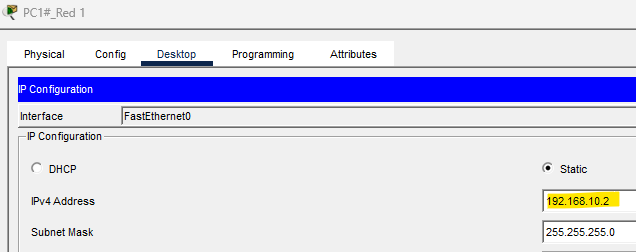 PC1#_Red 1
Physical Config Desktop Programming Attributes
IP Configuration
Interface FastEthernet0
IP Configuration
DHCP Static
IPv4 Address 192.168.10.2
Subnet Mask 255.255.255.0